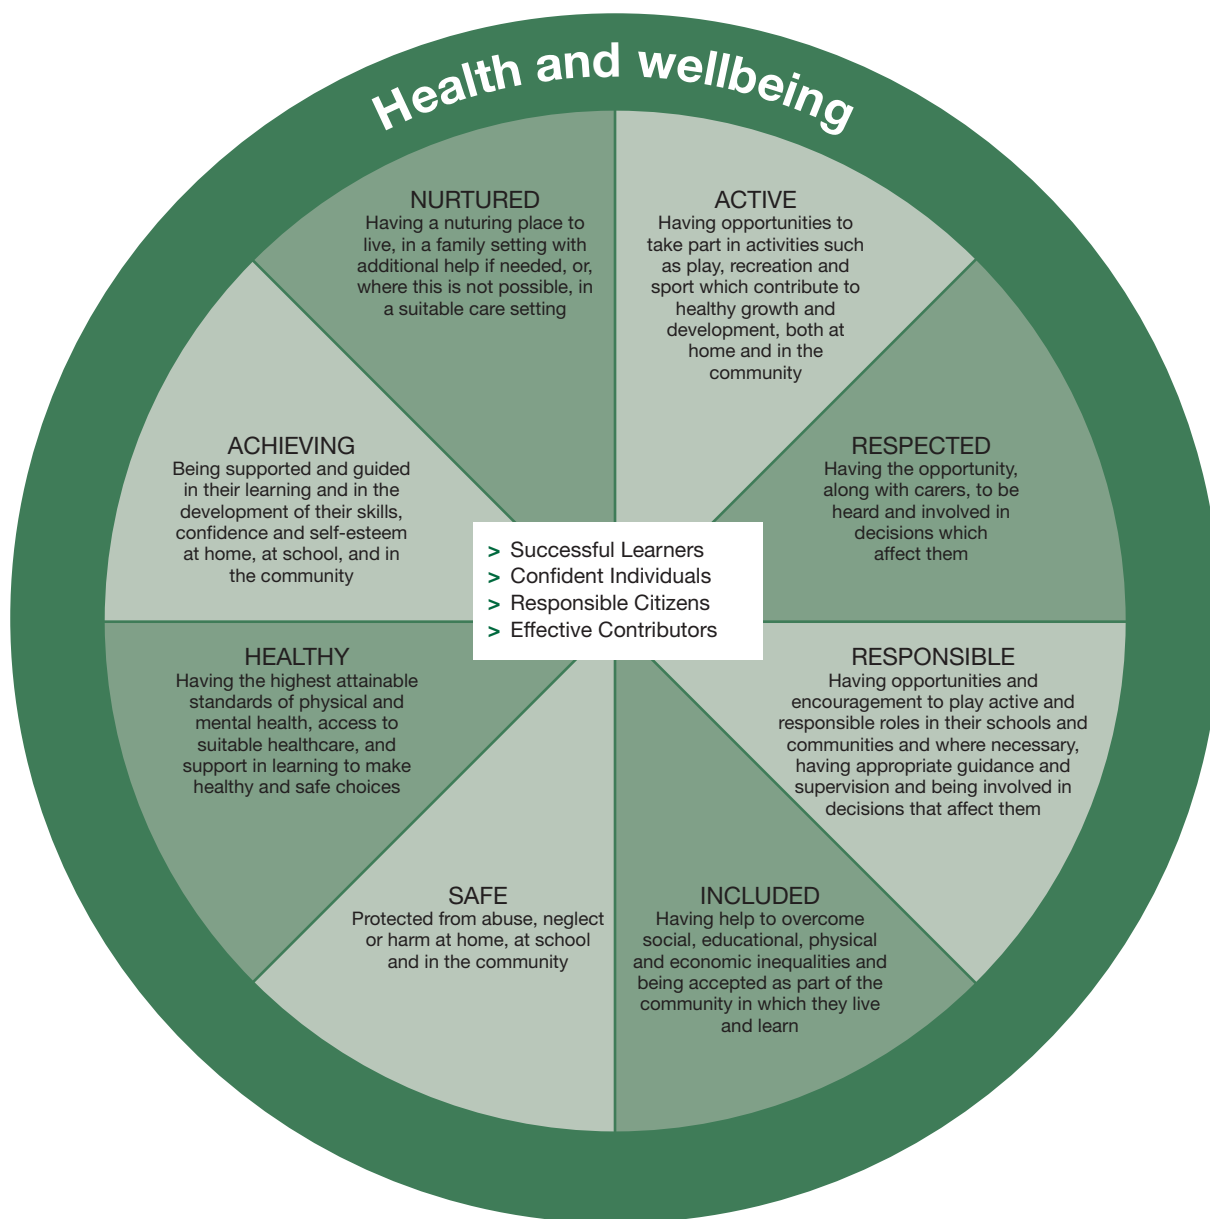 Health and wellbeing
NURTURED
Having a nuturing place to
live, in a family setting with
additional help if needed, or,
where this is not possible, in
a suitable care setting
ACTIVE
Having opportunities to
take part in activities such
as play, recreation and
sport which contribute to
healthy growth and
development, both at
home and in the
community
ACHIEVING
Being supported and guided
in their learning and in the
development of their skills,
confidence and self-esteem
at home, at school, and in
the community
RESPECTED
Having the opportunity,
along with carers, to be
heard and involved in
decisions which
affect them
> Successful Learners
> Confident Individuals
> Responsible Citizens
> Effective Contributors
HEALTHY
Having the highest attainable
standards of physical and
mental health, access to
suitable healthcare, and
support in learning to make
healthy and safe choices
RESPONSIBLE
Having opportunities and
encouragement to play active and
responsible roles in their schools and
communities and where necessary,
having appropriate guidance and
supervision and being involved in
decisions that affect them
SAFE
Protected from abuse, neglect
or harm at home, at school
and in the community
INCLUDED
Having help to overcome
social, educational, physical
and economic inequalities and
being accepted as part of the
community in which they live
and learn